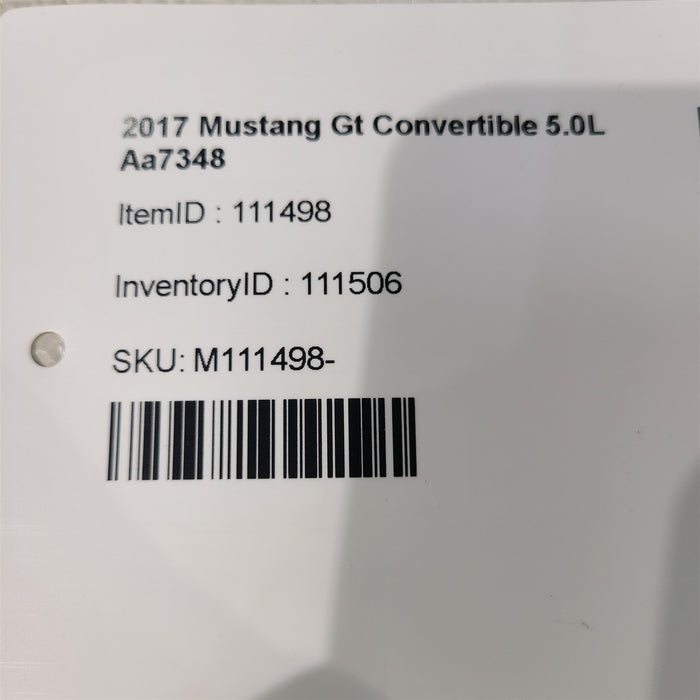 2017 Mustang Gt Convertible 5.0L
Aa7348
ItemID : 111498
InventoryID : 111506
SKU: M111498-